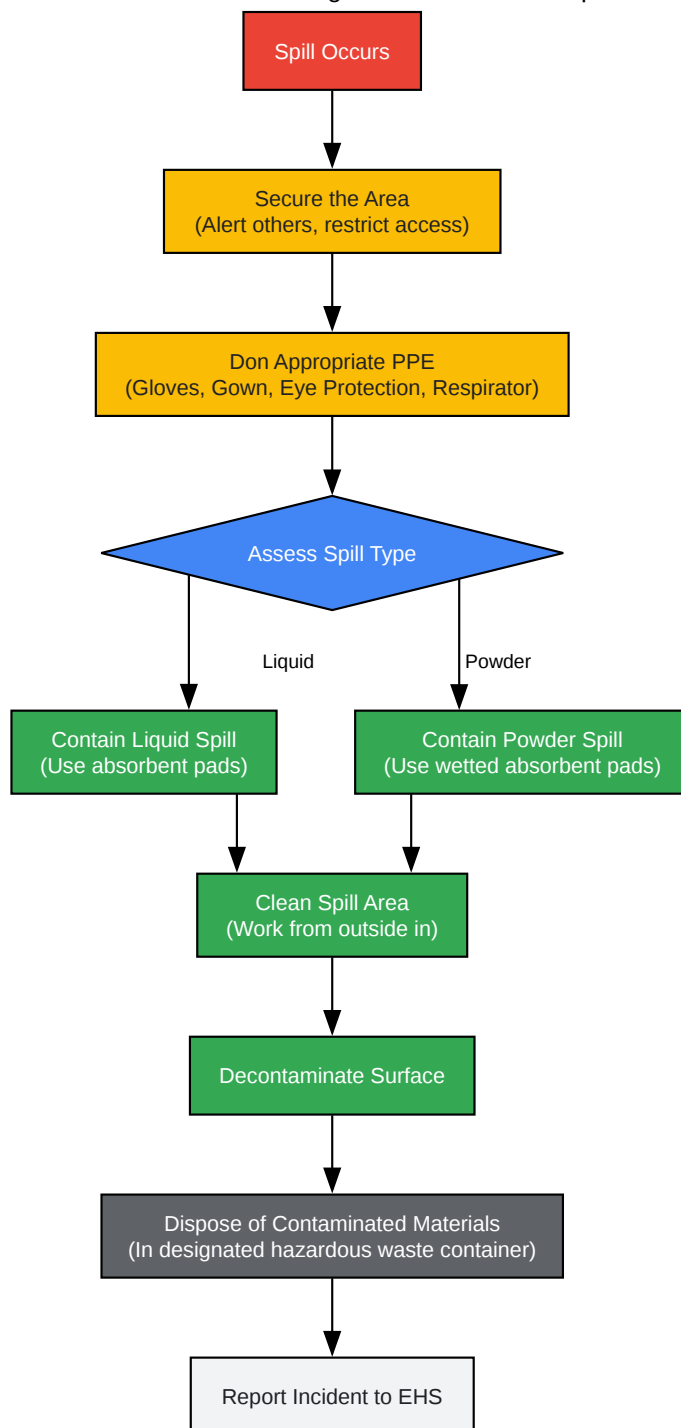 Spill Occurs
Secure the Area
(Alert others, restrict access)
Don Appropriate PPE
(Gloves, Gown, Eye Protection, Respirator)
Assess Spill Type
Liquid
Powder
Contain Liquid Spill
(Use absorbent pads)
Contain Powder Spill
(Use wetted absorbent pads)
Clean Spill Area
(Work from outside in)
Decontaminate Surface
Dispose of Contaminated Materials
(In designated hazardous waste container)
Report Incident to EHS